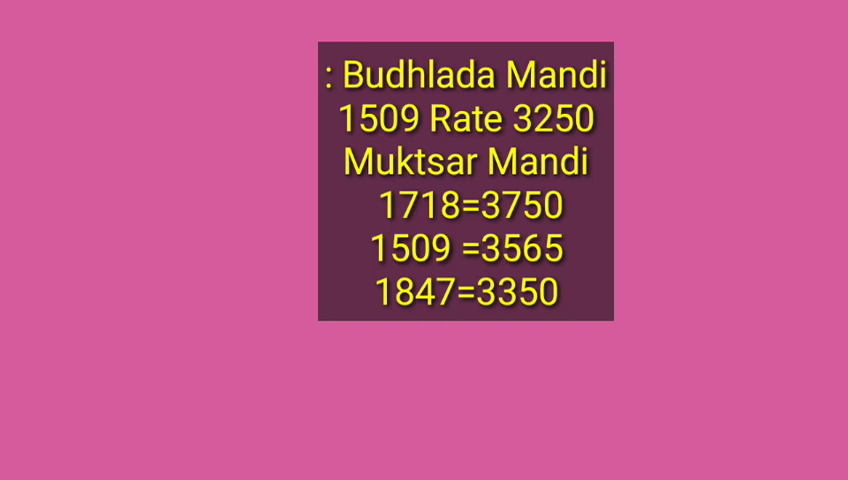 : Budhlada Mandi
1509 Rate 3250
Muktsar Mandi
1718=3750
1509 =3565
1847=3350